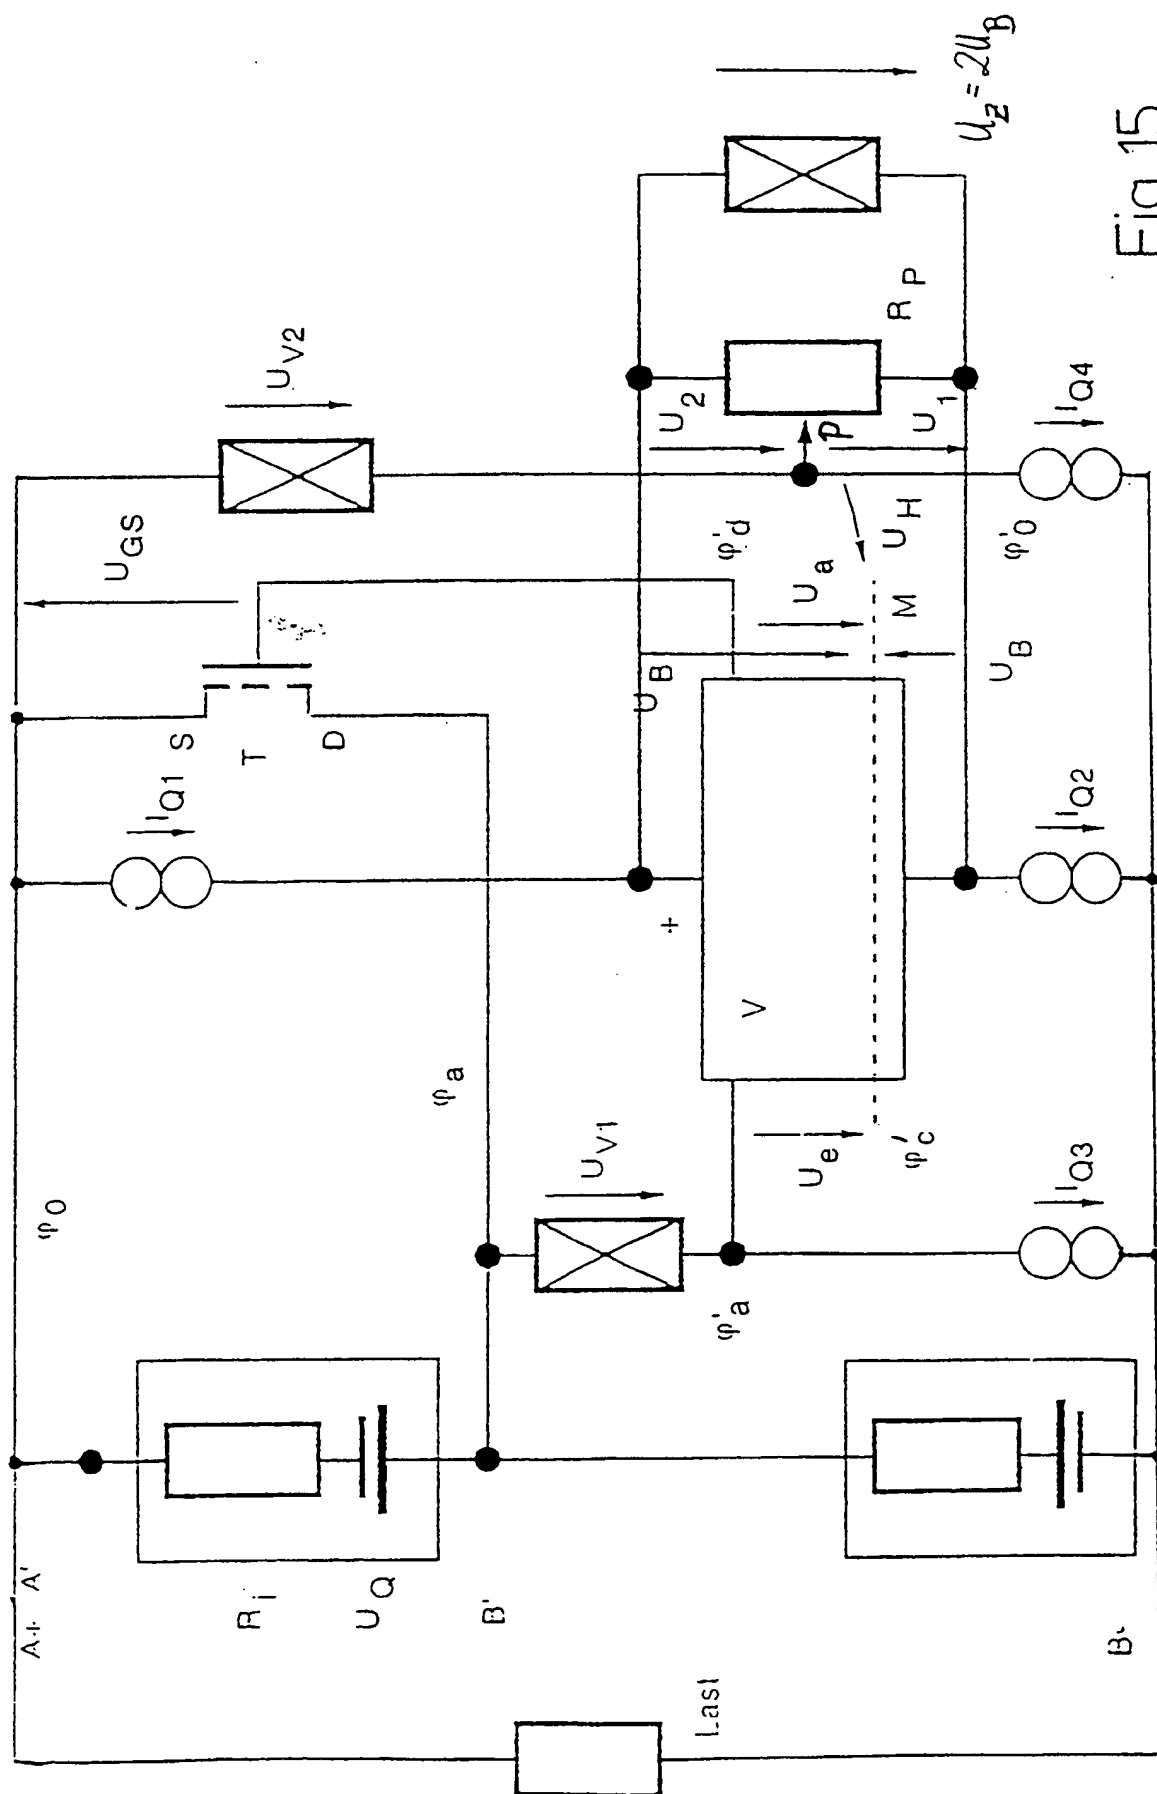 A+ A'
φ₀
R_i
U_Q
B'
B-
Last
φ_a
U_V1
φ'_a
I_Q3
U_e
φ'_c
V
+
I_Q1
S
T
D
U_GS
U_V2
U_B
U_a
M
U_B
I_Q2
φ'_d
U_H
φ'_0
U_2
P
U_1
I_Q4
R_P
U_Z = 2U_B
Fig 15